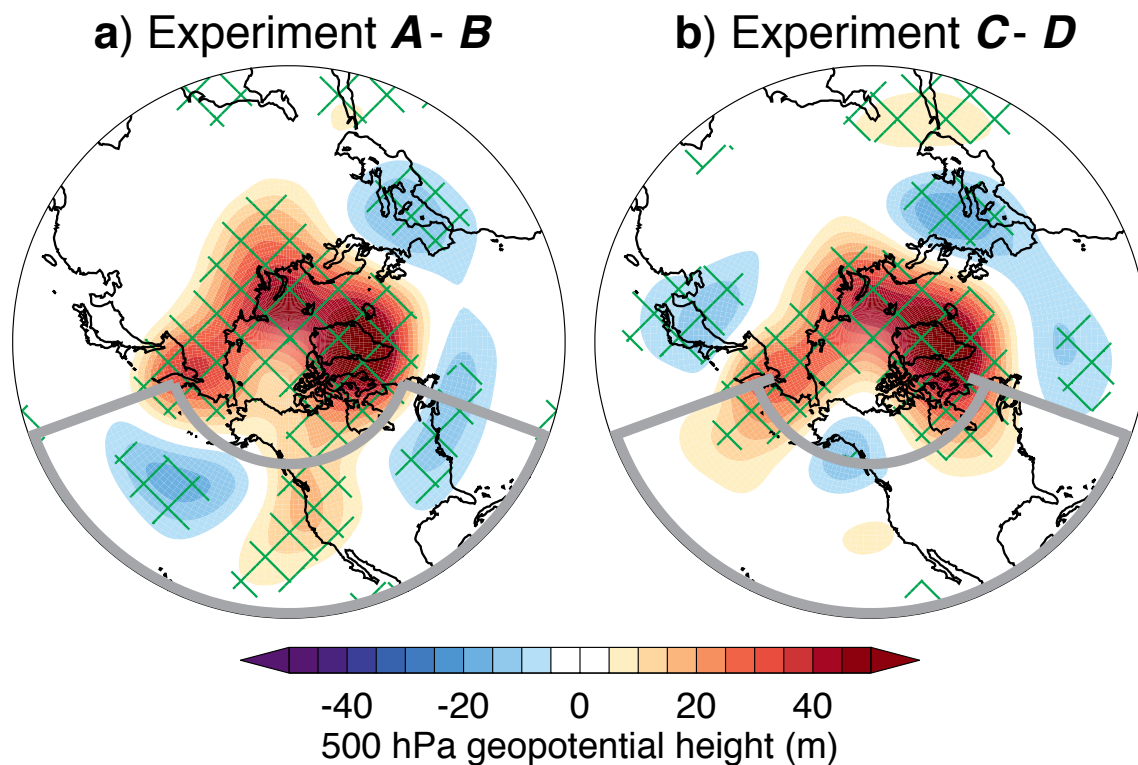 a) Experiment A - B
b) Experiment C - D
-40 -20 0 20 40
500 hPa geopotential height (m)